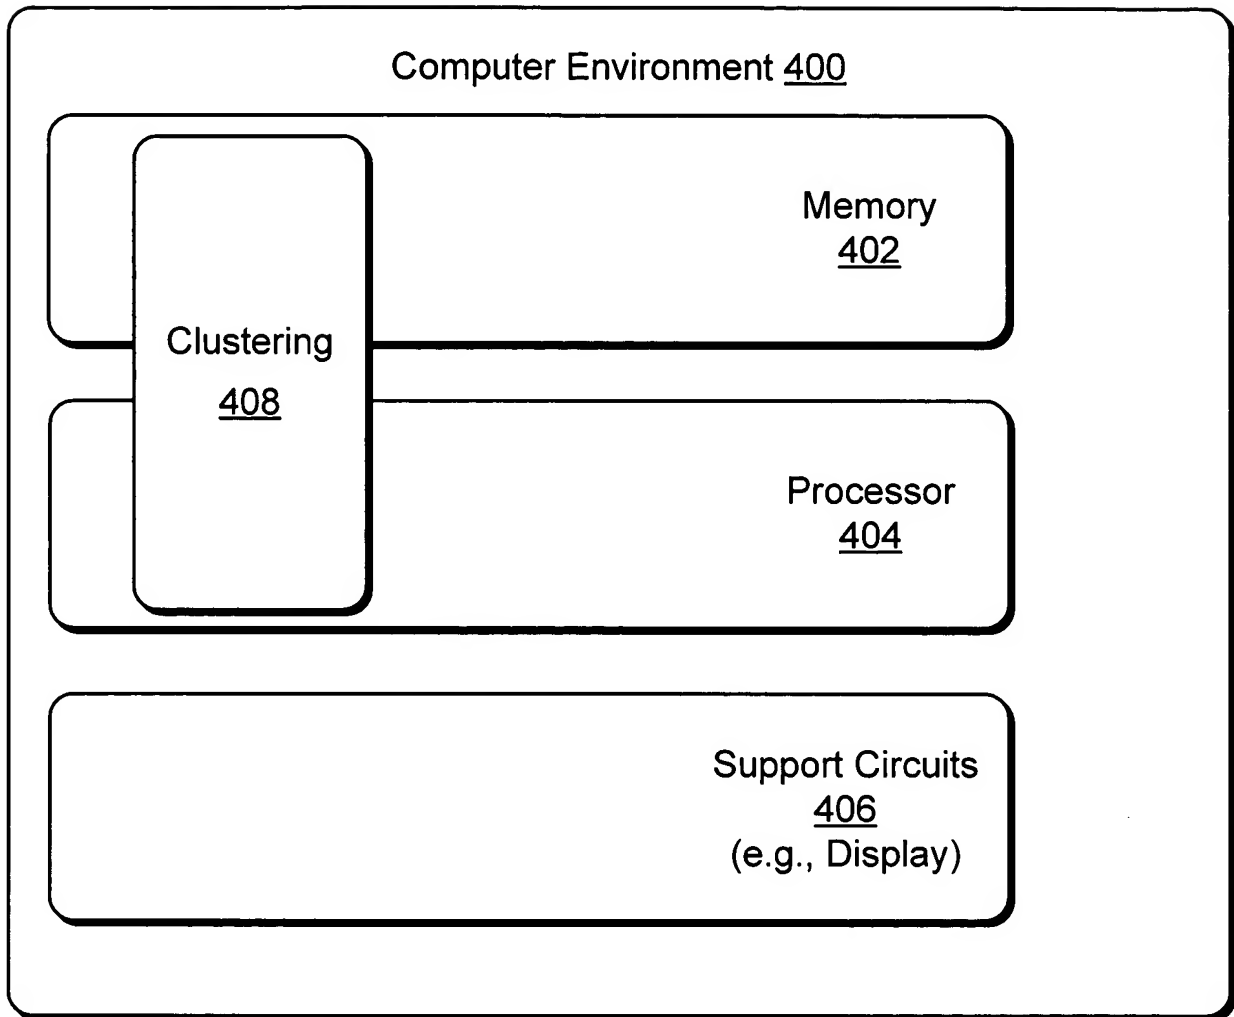 Computer Environment 400
Memory
402
Clustering
408
Processor
404
Support Circuits
406
(e.g., Display)